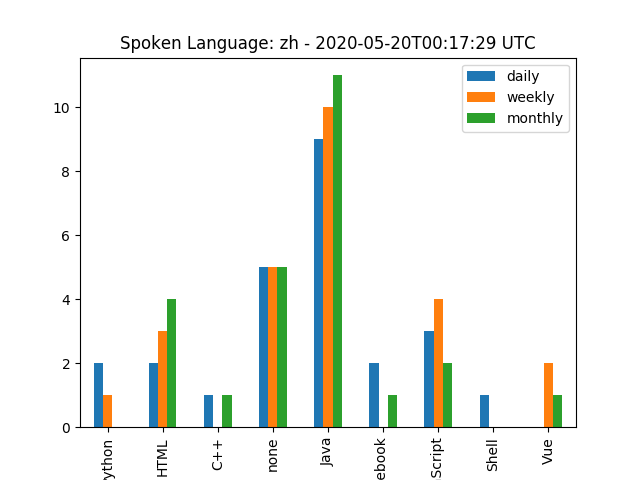 Spoken Language: zh - 2020-05-20T00:17:29 UTC
daily
weekly
monthly
10
8
6
4
2
0
ython
HTML
C++
none
Java
ebook
Script
Shell
Vue